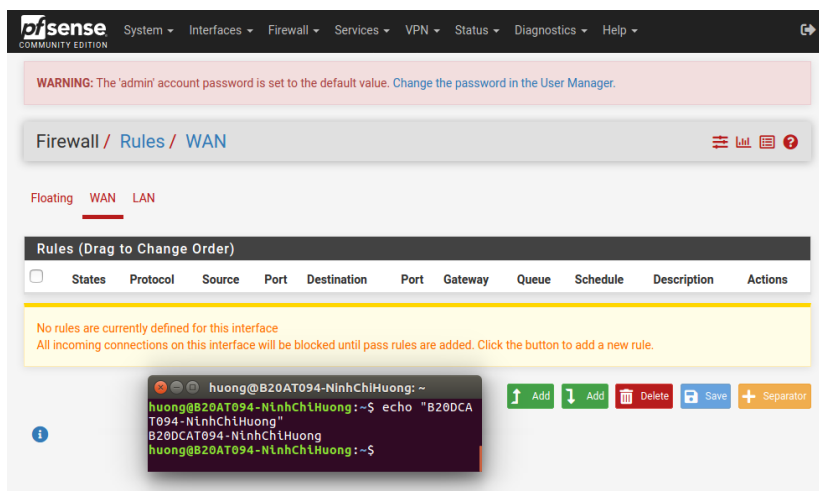 pfsense
COMMUNITY EDITION
System Interfaces Firewall Services VPN Status Diagnostics Help
WARNING: The 'admin' account password is set to the default value. Change the password in the User Manager.
Firewall / Rules / WAN
Floating WAN LAN
Rules (Drag to Change Order)
States Protocol Source Port Destination Port Gateway Queue Schedule Description Actions
No rules are currently defined for this interface
All incoming connections on this interface will be blocked until pass rules are added. Click the button to add a new rule.
Add Add Delete Save Separator
huong@B20AT094-NinhChiHuong: ~
huong@B20AT094-NinhChiHuong:~$ echo "B20DCA
T094-NinhChiHuong"
B20DCAT094-NinhChiHuong
huong@B20AT094-NinhChiHuong:~$